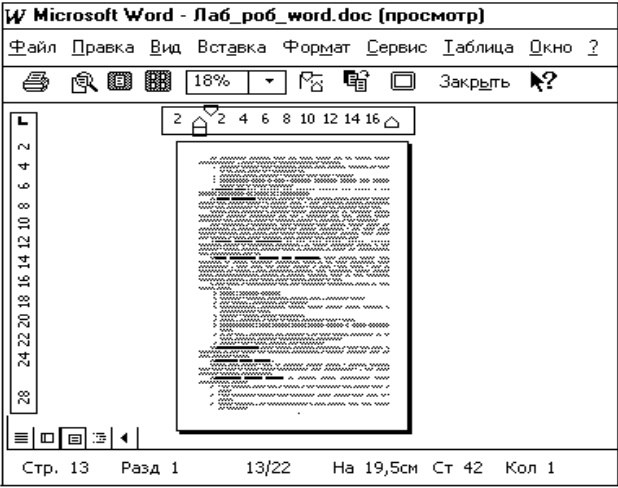 Microsoft Word - Лаб_роб_word.doc (просмотр)
Файл Правка Вид Вставка Формат Сервис Таблица Окно ?
18% Закрыть
2 2 4 6 8 10 12 14 16
2 4 6 8 10 12 14 16 18 20 22 24 28
Стр. 13 Разд 1 13/22 На 19,5см Ст 42 Кол 1